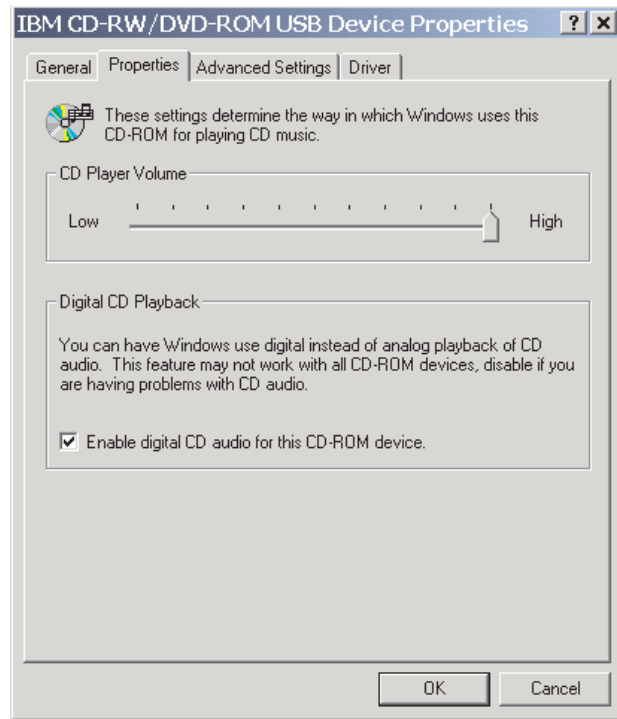 IBM CD-RW/DVD-ROM USB Device Properties ? ×
General Properties Advanced Settings Driver
These settings determine the way in which Windows uses this
CD-ROM for playing CD music.
CD Player Volume
Low High
Digital CD Playback
You can have Windows use digital instead of analog playback of CD
audio. This feature may not work with all CD-ROM devices, disable if you
are having problems with CD audio.
Enable digital CD audio for this CD-ROM device.
OK Cancel